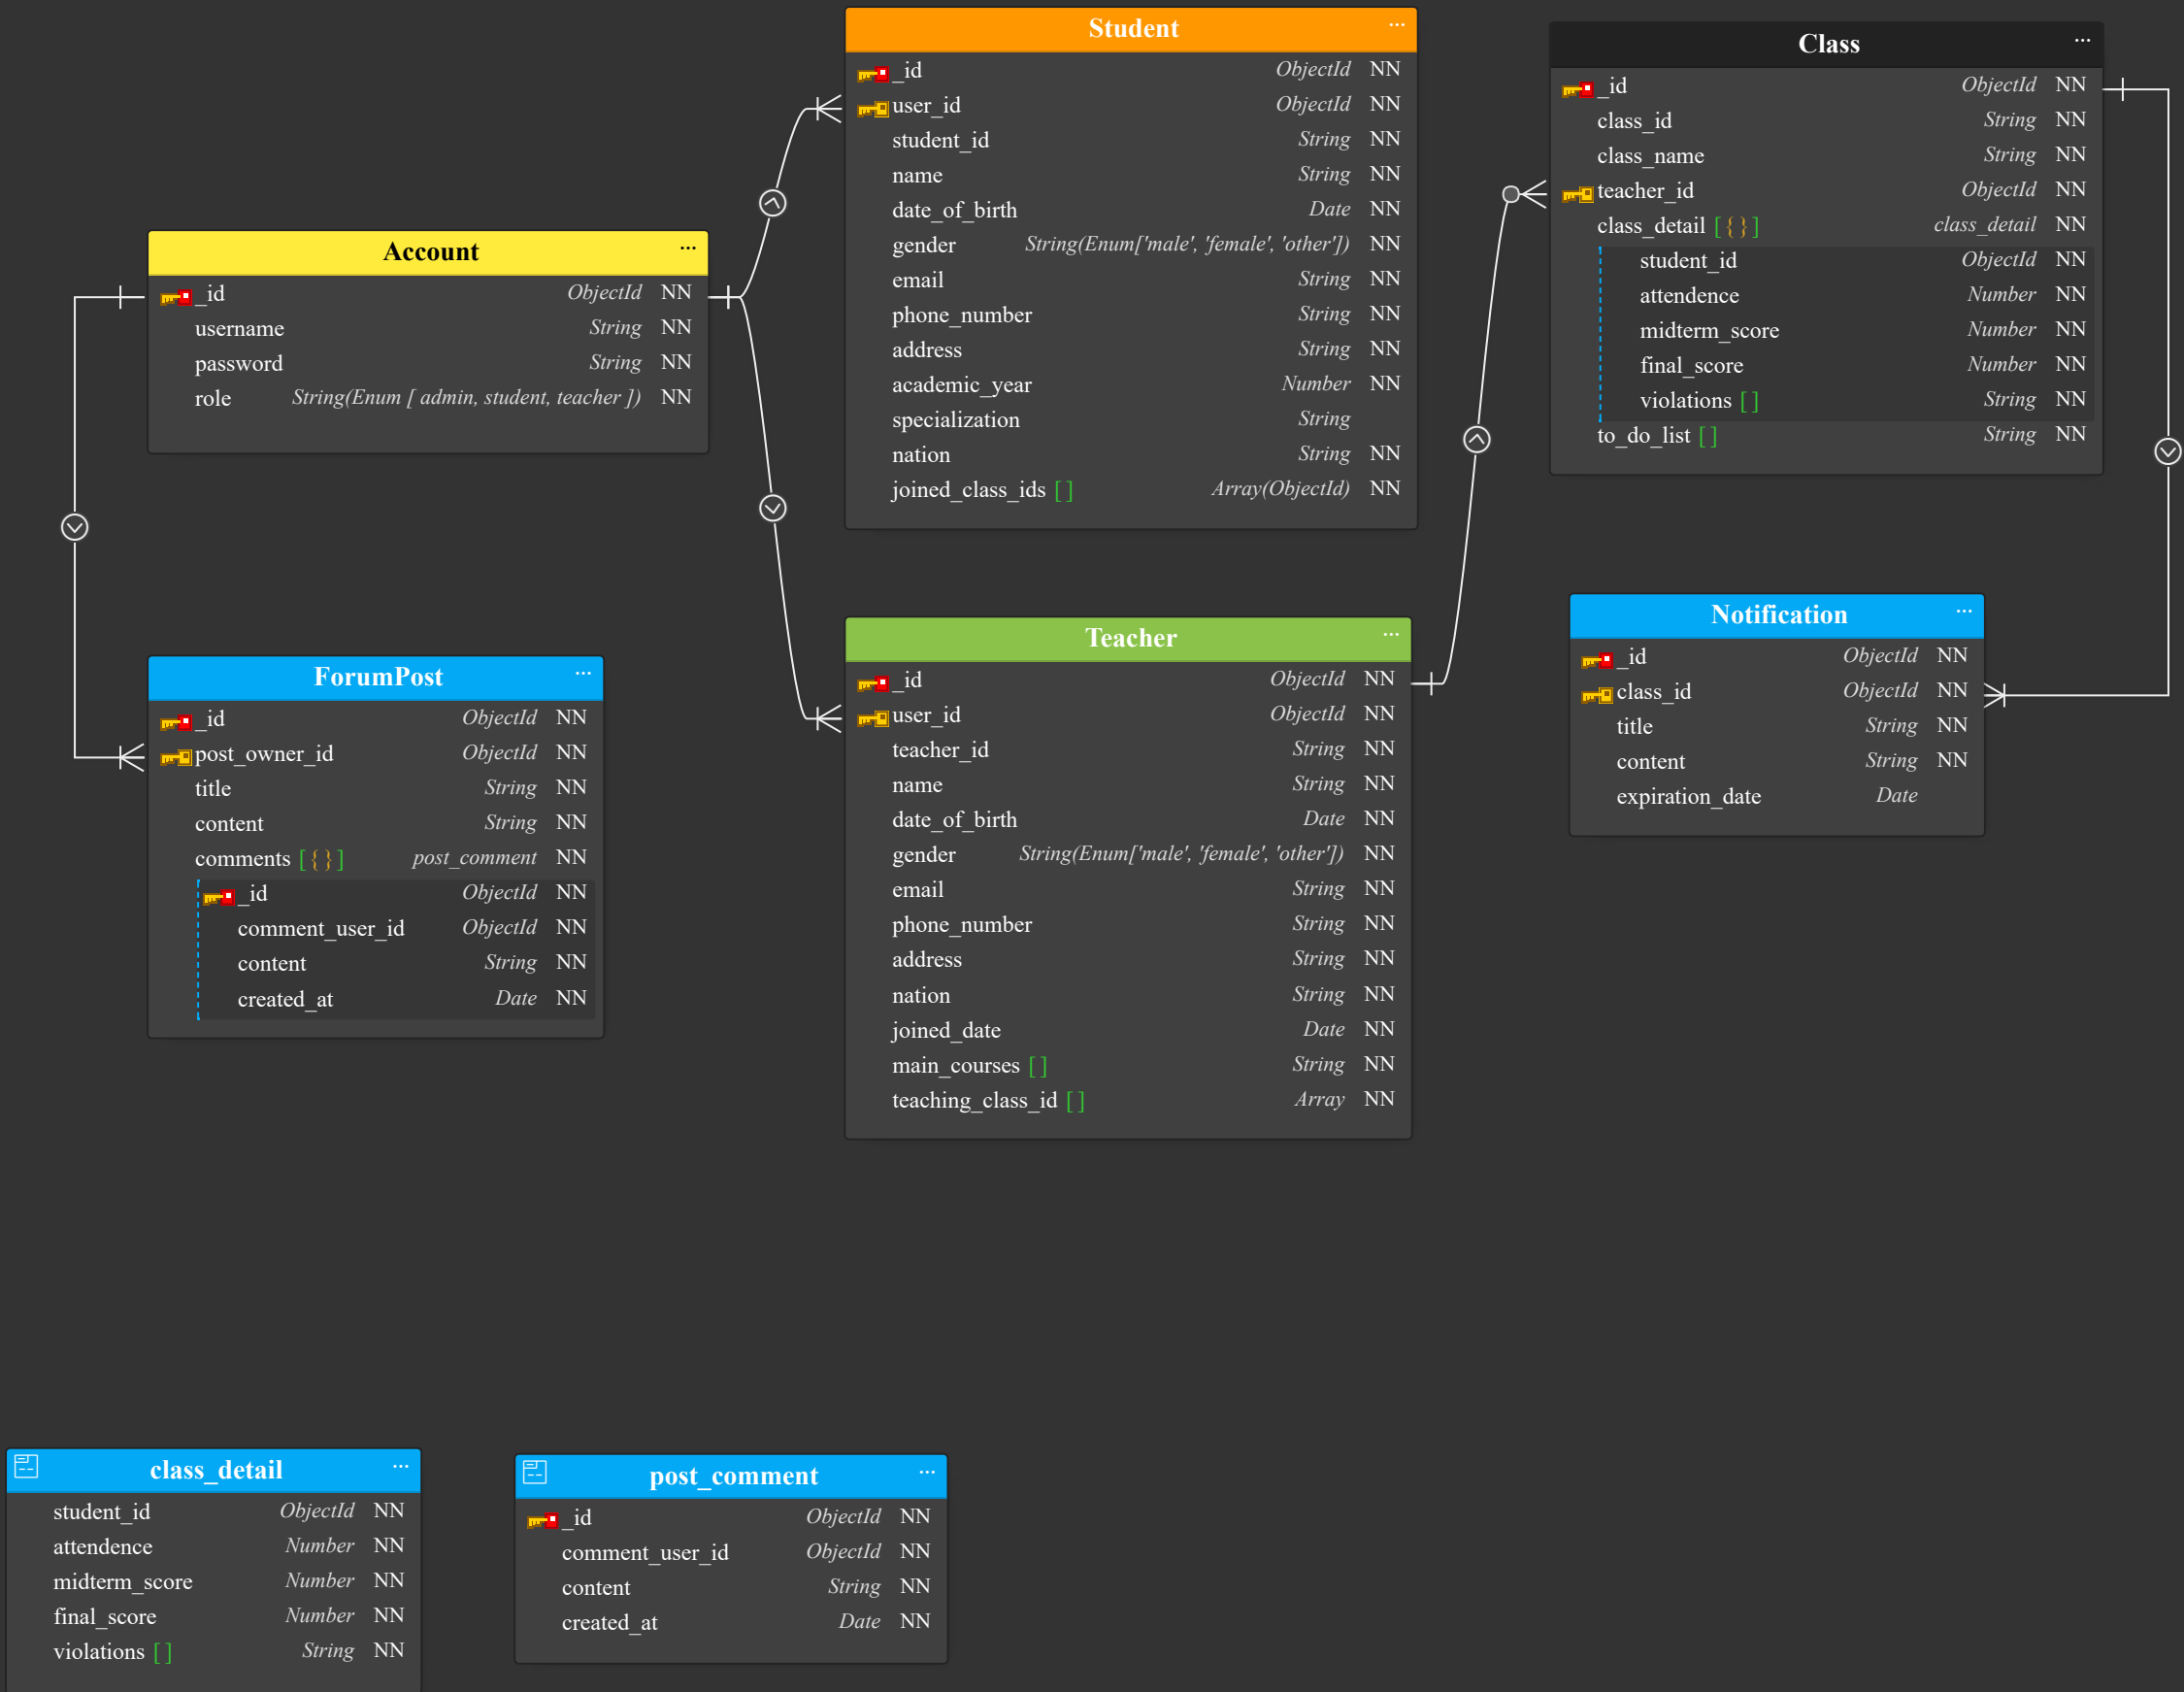 Student ...
_id ObjectId NN
user_id ObjectId NN
student_id String NN
name String NN
date_of_birth Date NN
gender String(Enum['male', 'female', 'other']) NN
email String NN
phone_number String NN
address String NN
academic_year Number NN
specialization String
nation String NN
joined_class_ids [ ] Array(ObjectId) NN
Class ...
_id ObjectId NN
class_id String NN
class_name String NN
teacher_id ObjectId NN
class_detail [{}] class_detail NN
student_id ObjectId NN
attendence Number NN
midterm_score Number NN
final_score Number NN
violations [ ] String NN
to_do_list [ ] String NN
Account ...
_id ObjectId NN
username String NN
password String NN
role String(Enum [ admin, student, teacher ]) NN
Notification ...
_id ObjectId NN
class_id ObjectId NN
title String NN
content String NN
expiration_date Date
Teacher ...
_id ObjectId NN
user_id ObjectId NN
teacher_id String NN
name String NN
date_of_birth Date NN
gender String(Enum['male', 'female', 'other']) NN
email String NN
phone_number String NN
address String NN
nation String NN
joined_date Date NN
main_courses [ ] String NN
teaching_class_id [ ] Array NN
ForumPost ...
_id ObjectId NN
post_owner_id ObjectId NN
title String NN
content String NN
comments [{}] post_comment NN
_id ObjectId NN
comment_user_id ObjectId NN
content String NN
created_at Date NN
class_detail ...
student_id ObjectId NN
attendence Number NN
midterm_score Number NN
final_score Number NN
violations [ ] String NN
post_comment ...
_id ObjectId NN
comment_user_id ObjectId NN
content String NN
created_at Date NN